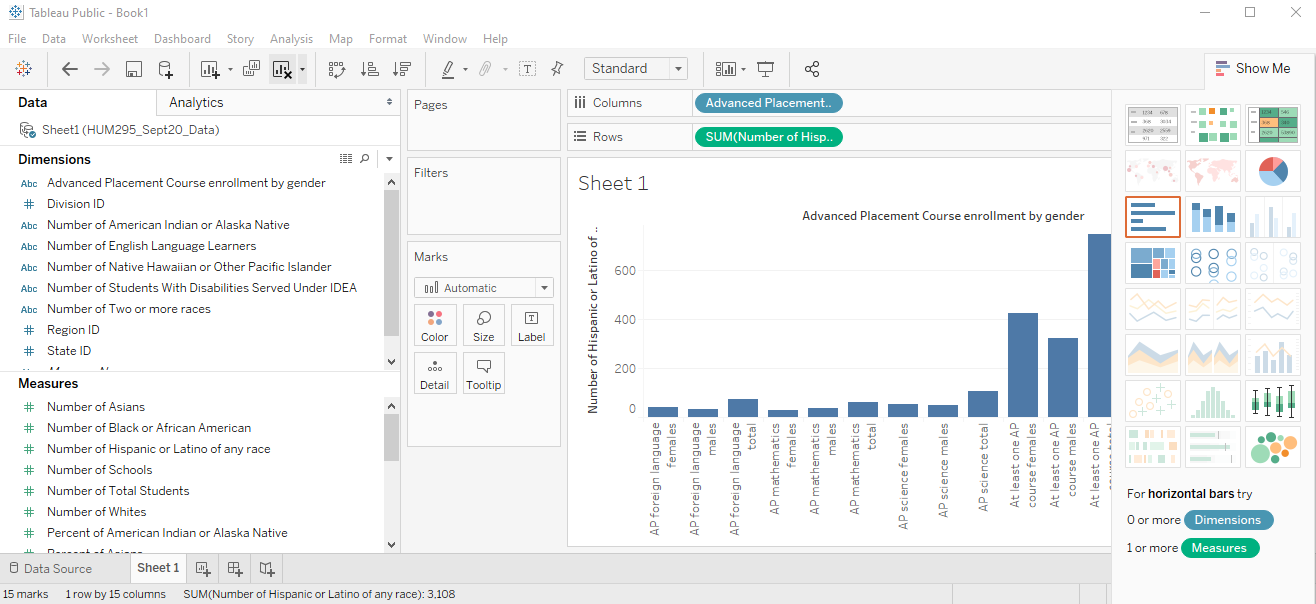 Tableau Public - Book1
File Data Worksheet Dashboard Story Analysis Map Format Window Help
Standard
Show Me
Data
Analytics
Sheet1 (HUM295_Sept20_Data)
Dimensions
Abc Advanced Placement Course enrollment by gender
# Division ID
Abc Number of American Indian or Alaska Native
Abc Number of English Language Learners
Abc Number of Native Hawaiian or Other Pacific Islander
Abc Number of Students With Disabilities Served Under IDEA
Abc Number of Two or more races
# Region ID
# State ID
Measures
# Number of Asians
# Number of Black or African American
# Number of Hispanic or Latino of any race
# Number of Schools
# Number of Total Students
# Number of Whites
# Percent of American Indian or Alaska Native
Percent of Asians
Pages
Filters
Marks
Automatic
Color Size Label
Detail Tooltip
Columns
Advanced Placement..
Rows
SUM(Number of Hisp..
Sheet 1
Advanced Placement Course enrollment by gender
Number of Hispanic or Latino of ..
600
400
200
0
AP foreign language females
AP foreign language males
AP foreign language total
AP mathematics females
AP mathematics males
AP mathematics total
AP science females
AP science males
AP science total
At least one AP course females
At least one AP course males
At least one AP course total
For horizontal bars try
0 or more Dimensions
1 or more Measures
Data Source
Sheet 1
15 marks
1 row by 15 columns
SUM(Number of Hispanic or Latino of any race): 3,108